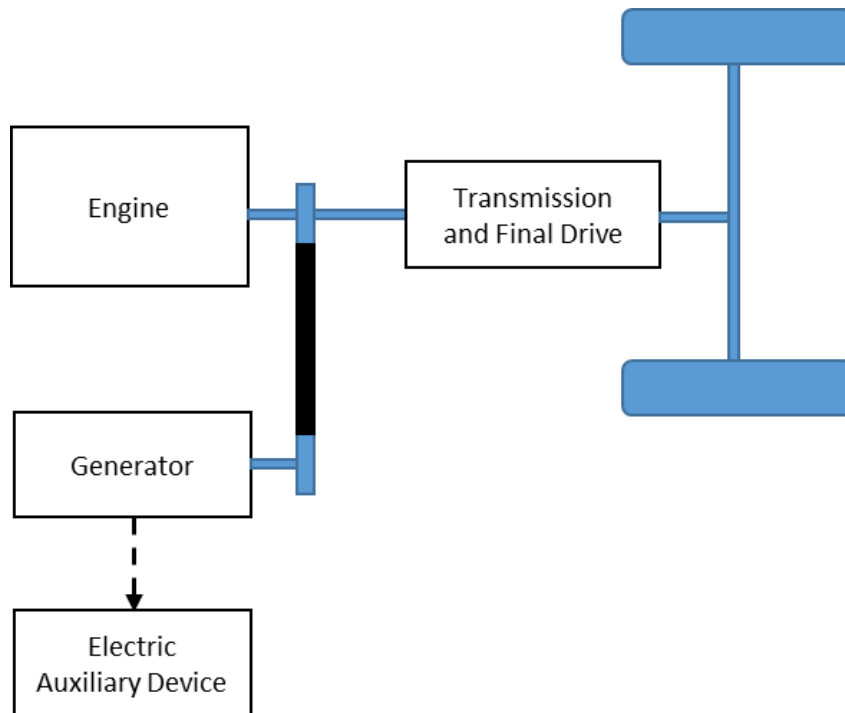 Engine
Transmission
and Final Drive
Generator
Electric
Auxiliary Device